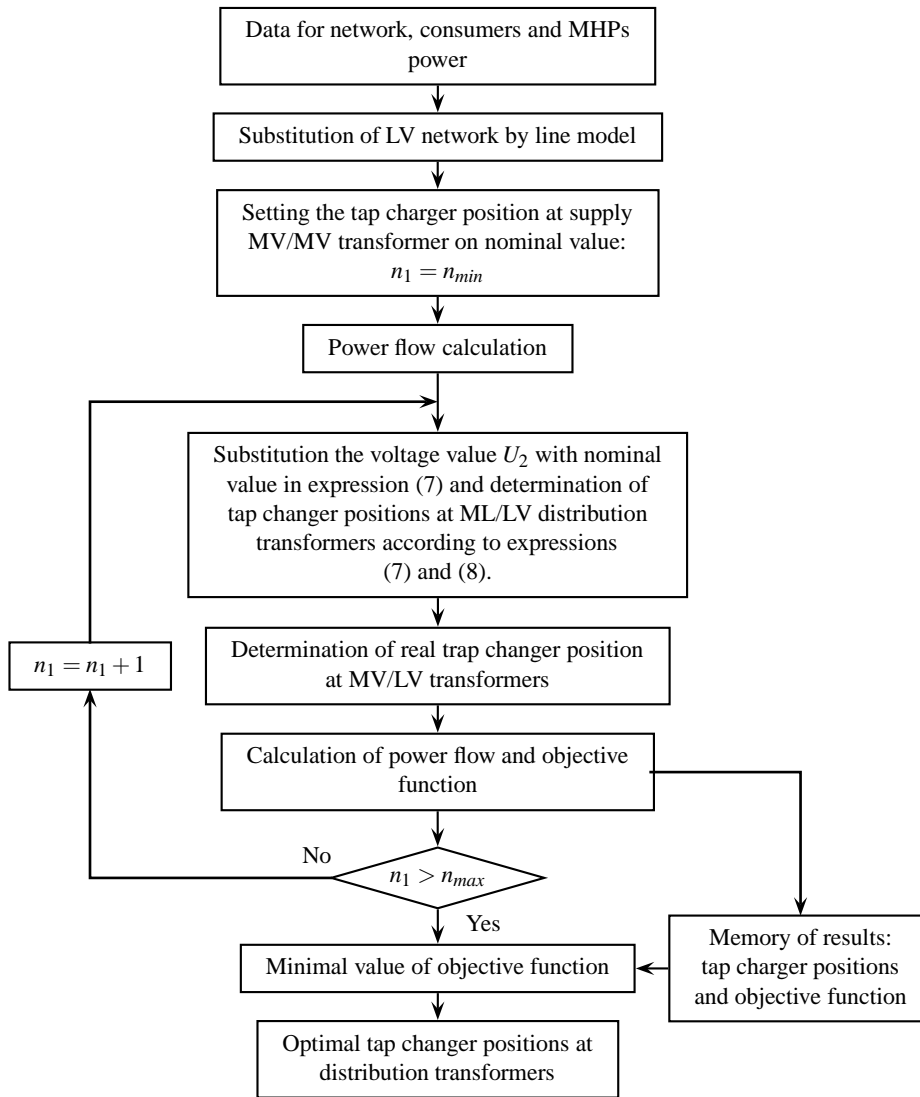 Data for network, consumers and MHPs
power
Substitution of LV network by line model
Setting the tap charger position at supply
MV/MV transformer on nominal value:
n1 = nmin
Power flow calculation
Substitution the voltage value U2 with nominal
value in expression (7) and determination of
tap changer positions at ML/LV distribution
transformers according to expressions
(7) and (8).
n1 = n1 + 1
Determination of real trap changer position
at MV/LV transformers
Calculation of power flow and objective
function
No
n1 > nmax
Yes
Minimal value of objective function
Memory of results:
tap charger positions
and objective function
Optimal tap changer positions at
distribution transformers